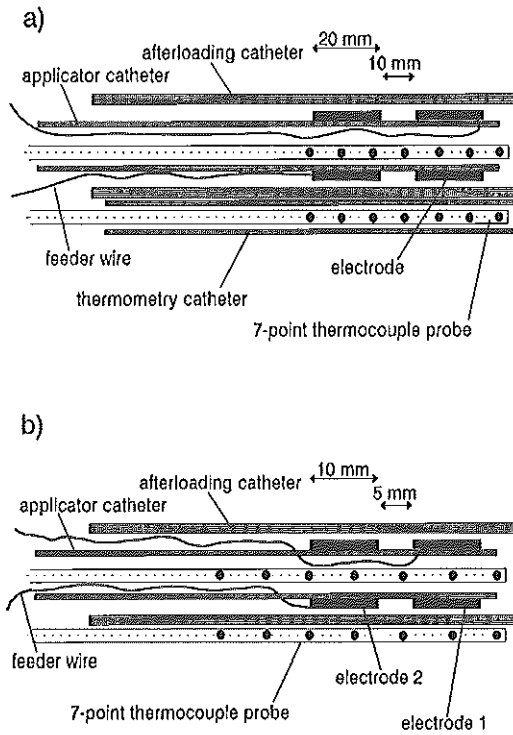 a)
20 mm
afterloading catheter
10 mm
applicator catheter
feeder wire
electrode
thermometry catheter
7-point thermocouple probe
b)
10 mm
afterloading catheter
5 mm
applicator catheter
feeder wire
electrode 2
7-point thermocouple probe
electrode 1